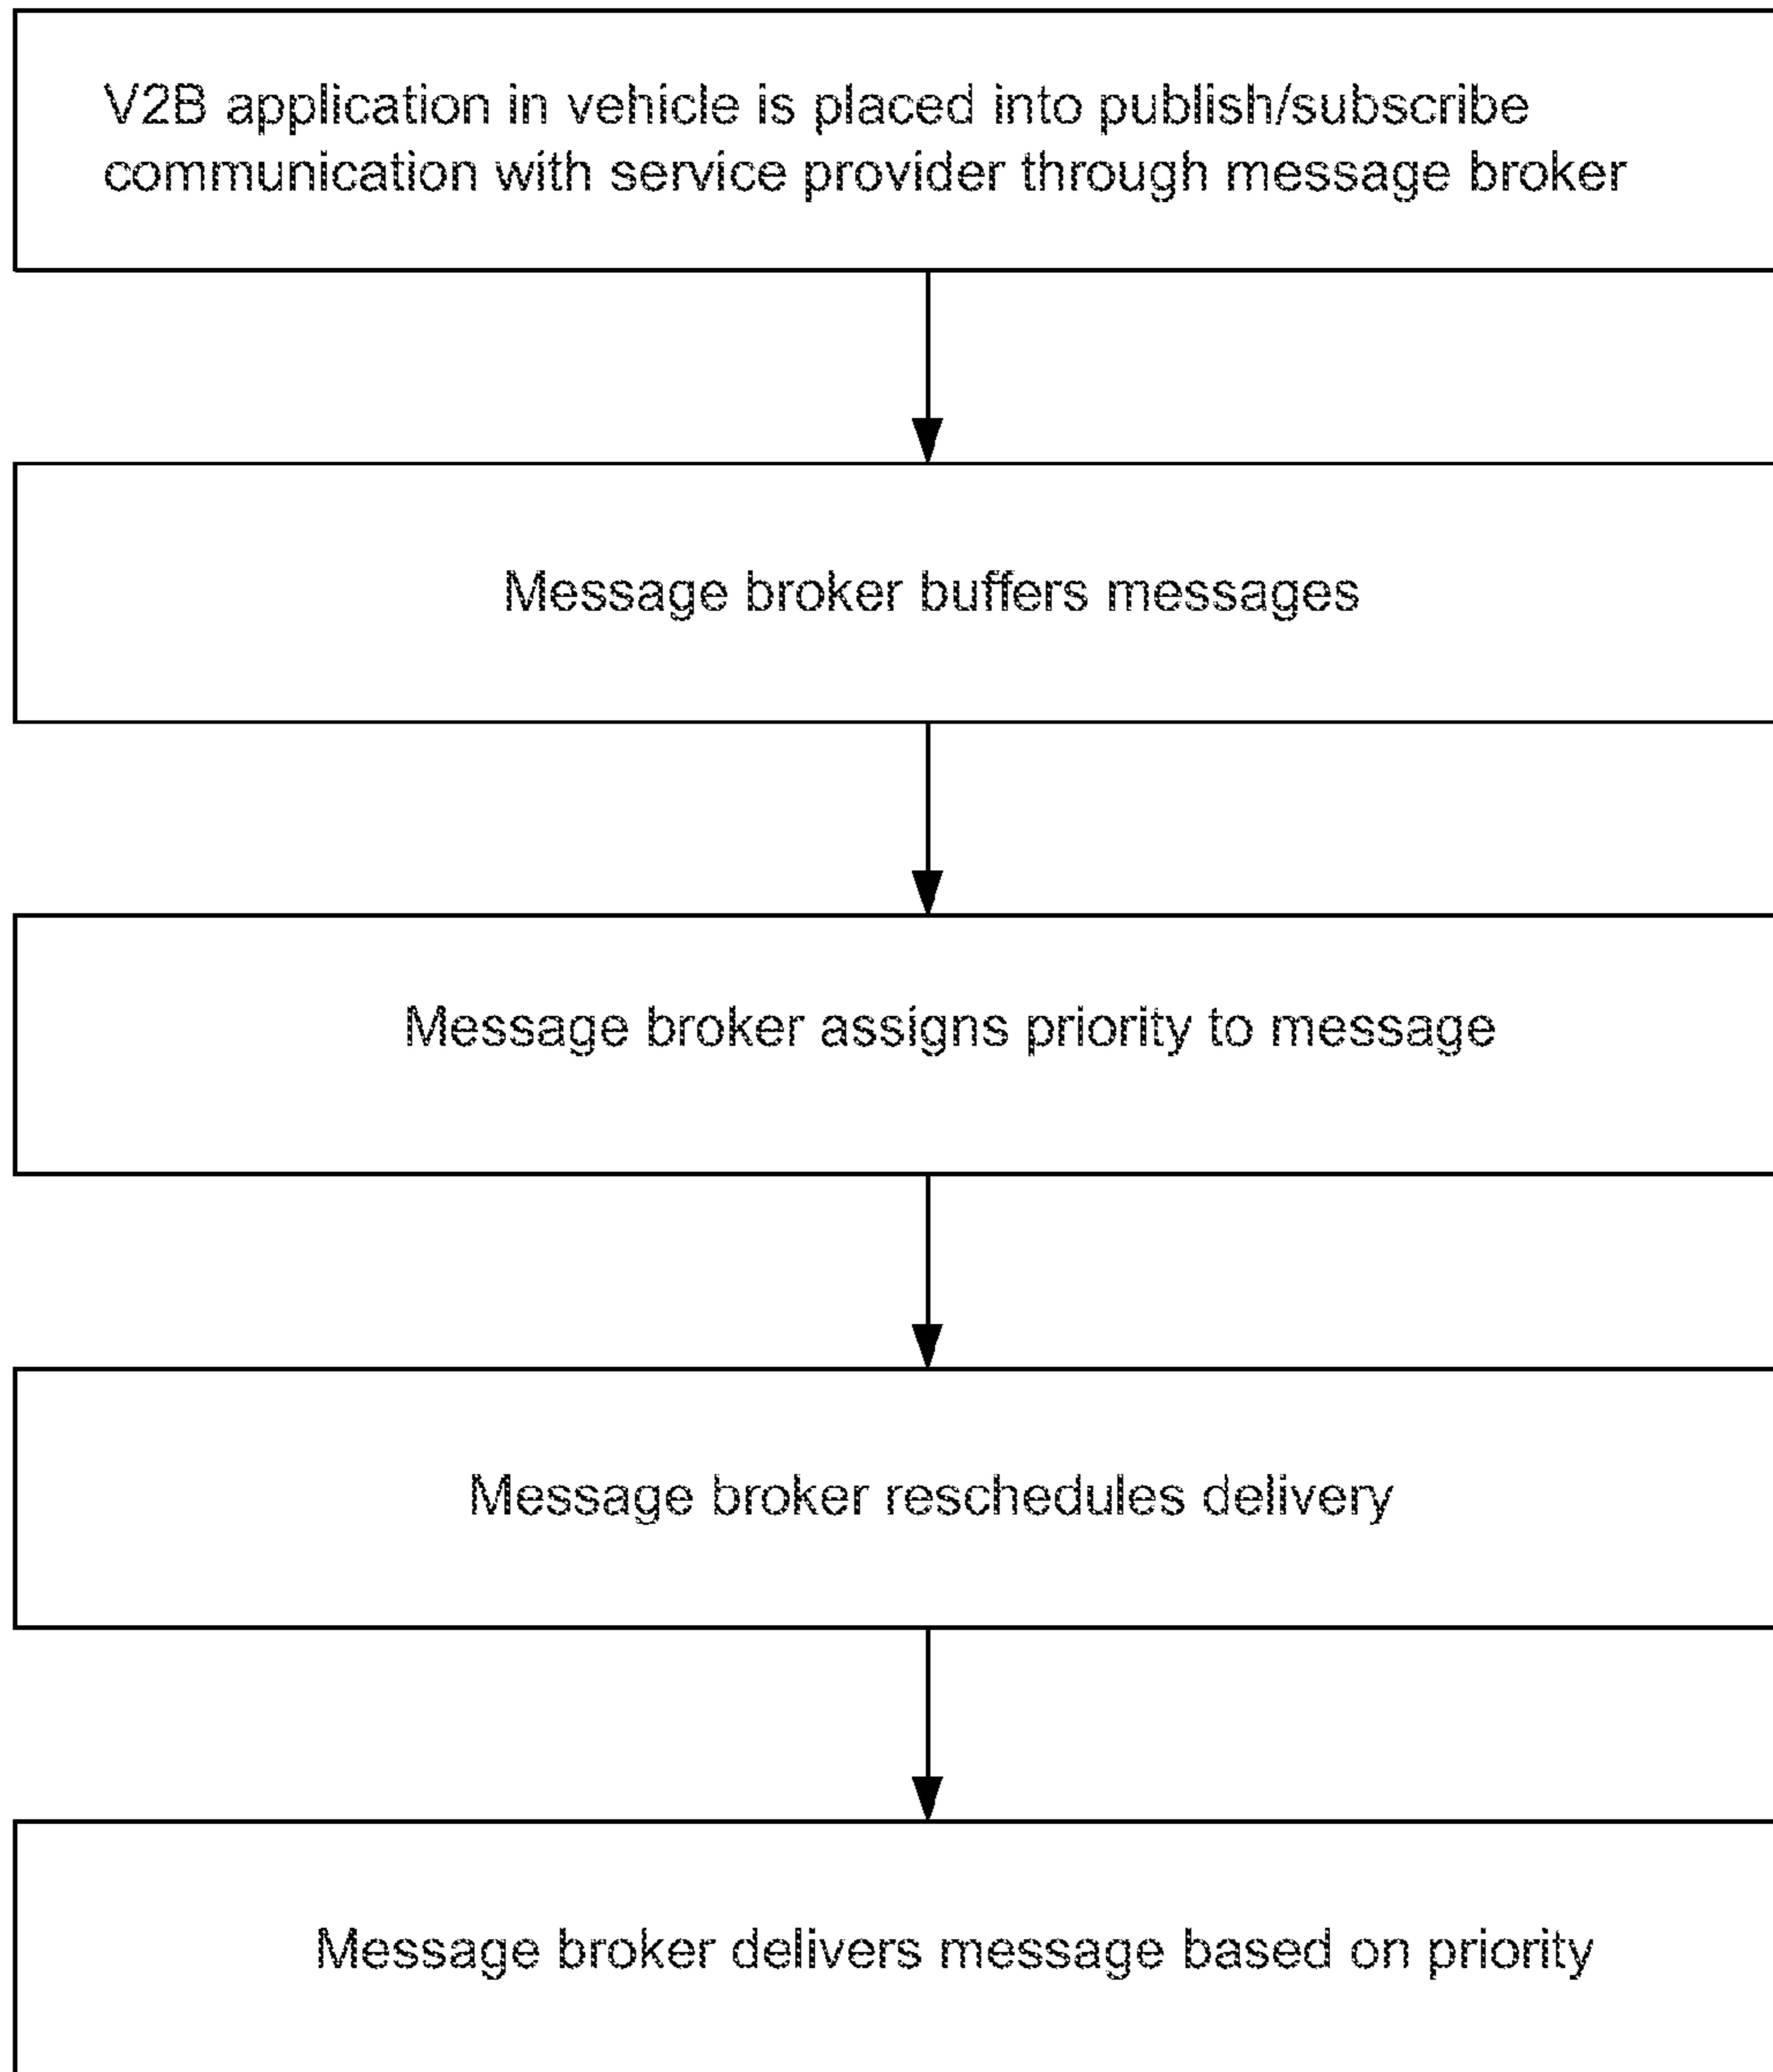 V2B application in vehicle is placed into publish/subscribe
communication with service provider through message broker
Message broker buffers messages
Message broker assigns priority to message
Message broker reschedules delivery
Message broker delivers message based on priority